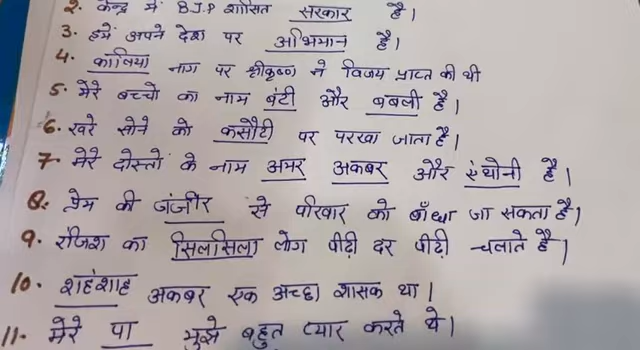 2. केन्द्र में BJP शासित सरकार है।
3. हमें अपने देश पर अभिमान है।
4. कालिया नाग पर श्रीकृष्ण ने विजय प्राप्त की थी
5. मेरे बच्चो का नाम बंटी और बबली है।
6. खरे सोने को कसौटी पर परखा जाता है।
7. मेरे दोस्तो के नाम अमर अकबर और एंथोनी है।
8. प्रेम की जंजीर से परिवार को बाँधा जा सकता है।
9. रंजिश का सिलसिला लोग पीढ़ी दर पीढ़ी चलाते है।
10. शहंशाह अकबर एक अच्छा शासक था।
11. मेरे पा मुझे बहुत प्यार करते थे।